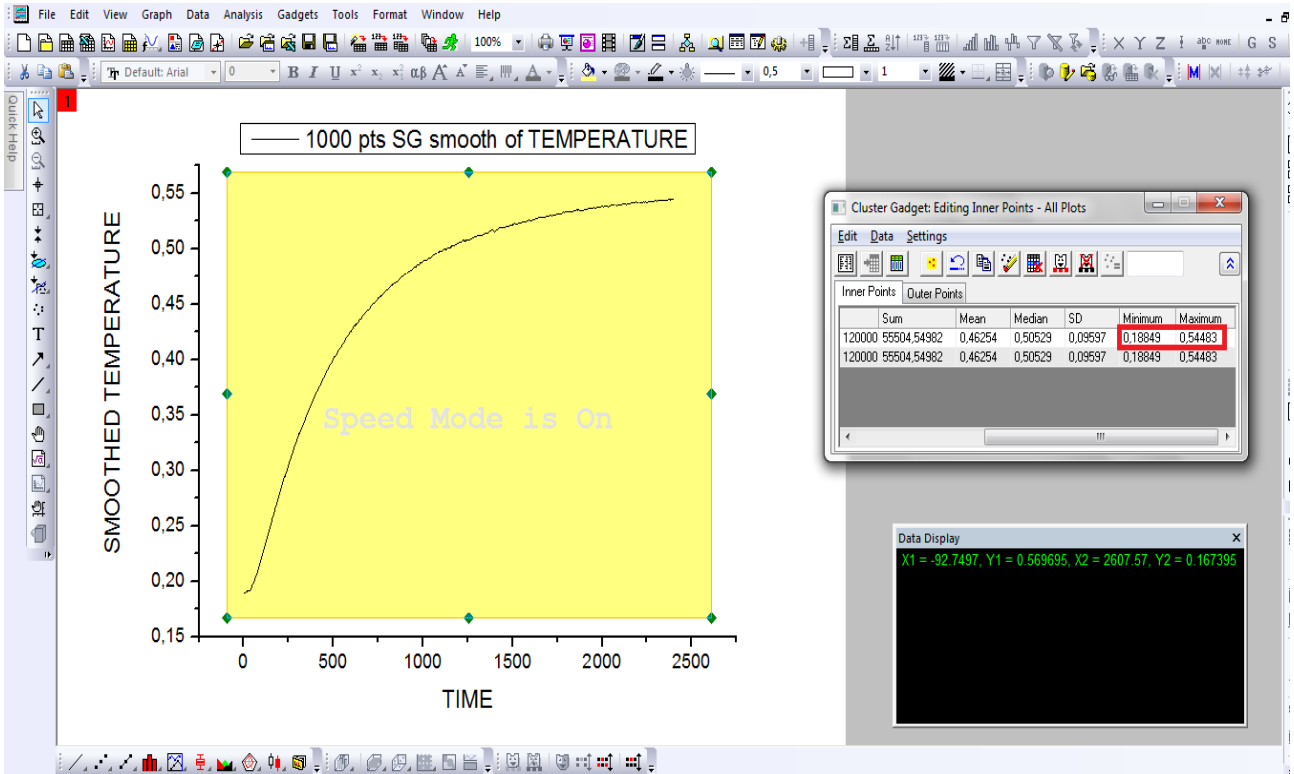 File Edit View Graph Data Analysis Gadgets Tools Format Window Help
100%
X Y Z
G S
Default: Arial 0 B I U αβ 0,5 1
M
Quick Help
1
T
1000 pts SG smooth of TEMPERATURE
SMOOTHED TEMPERATURE
0,55
0,50
0,45
0,40
0,35
0,30
0,25
0,20
0,15
Speed Mode is On
0 500 1000 1500 2000 2500
TIME
Cluster Gadget: Editing Inner Points - All Plots
Edit Data Settings
Inner Points Outer Points
Sum Mean Median SD Minimum Maximum
120000 55504,54982 0,46254 0,50529 0,09597 0,18849 0,54483
120000 55504,54982 0,46254 0,50529 0,09597 0,18849 0,54483
Data Display
X1 = -92.7497, Y1 = 0.569695, X2 = 2607.57, Y2 = 0.167395